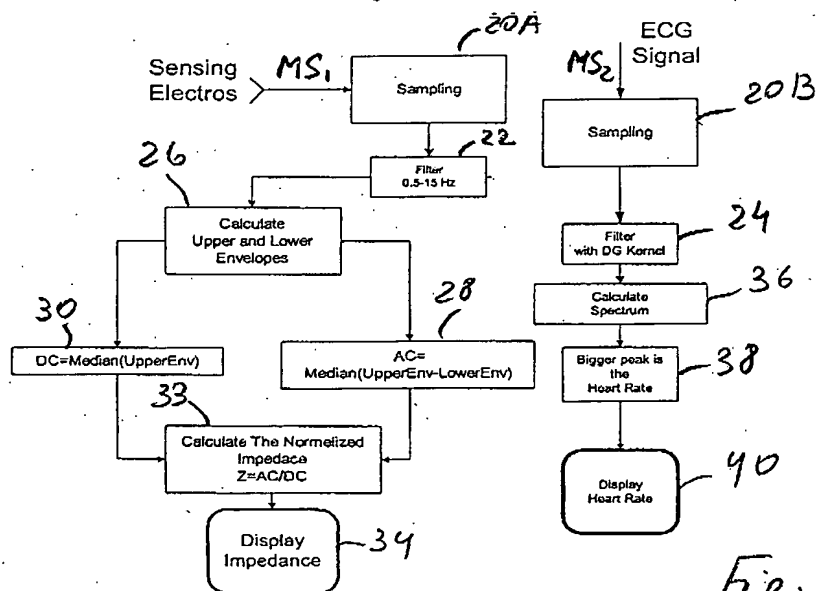 Sensing
Electros
MS1
20A
Sampling
22
Filter
0.5-15 Hz
26
Calculate
Upper and Lower
Envelopes
30
DC=Median(UpperEnv)
28
AC=
Median(UpperEnv-LowerEnv)
33
Calculate The Normelized
Impedace
Z=AC/DC
Display
Impedance
34
ECG
Signal
MS2
20B
Sampling
24
Filter
with DG Kernel
36
Calculate
Spectrum
Bigger peak is
the
Heart Rate
38
Display
Heart Rate
40
Fig.